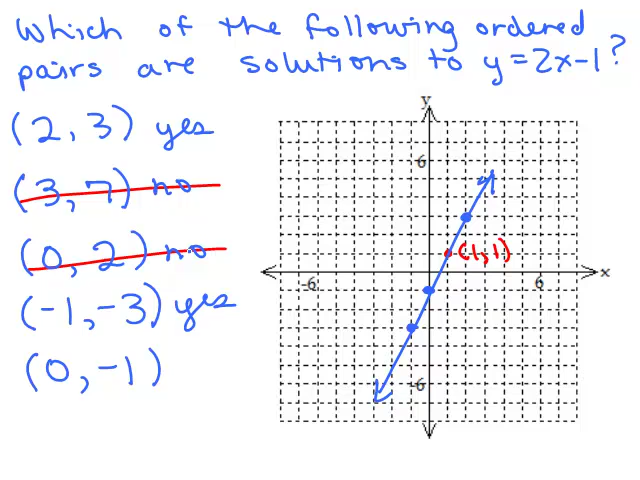 Which of the following ordered
pairs are solutions to y=2x-1?
(2, 3) yes
(3, 7) no
(0, 2) no
(-1, -3) yes
(0, -1)
y
6
(1,1)
-6
6
x
-6